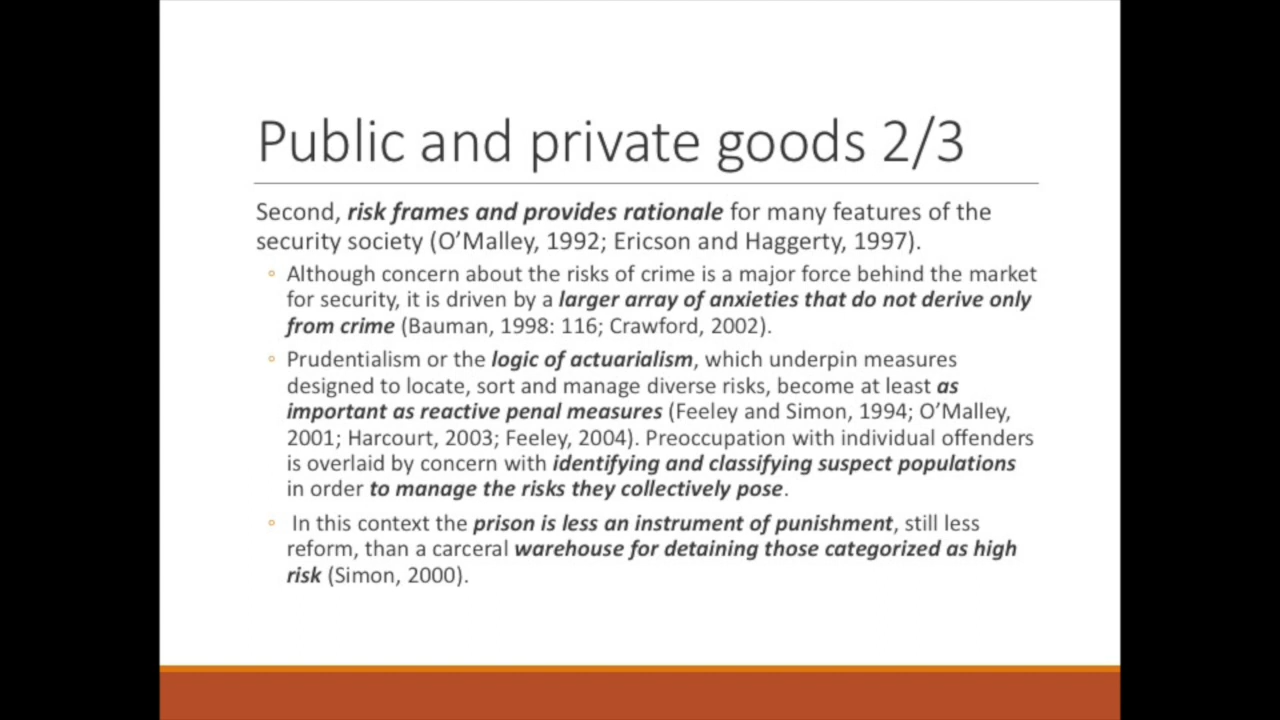 Public and private goods 2/3
Second, risk frames and provides rationale for many features of the
security society (O’Malley, 1992; Ericson and Haggerty, 1997).
◦ Although concern about the risks of crime is a major force behind the market
for security, it is driven by a larger array of anxieties that do not derive only
from crime (Bauman, 1998: 116; Crawford, 2002).
◦ Prudentialism or the logic of actuarialism, which underpin measures
designed to locate, sort and manage diverse risks, become at least as
important as reactive penal measures (Feeley and Simon, 1994; O’Malley,
2001; Harcourt, 2003; Feeley, 2004). Preoccupation with individual offenders
is overlaid by concern with identifying and classifying suspect populations
in order to manage the risks they collectively pose.
◦ In this context the prison is less an instrument of punishment, still less
reform, than a carceral warehouse for detaining those categorized as high
risk (Simon, 2000).